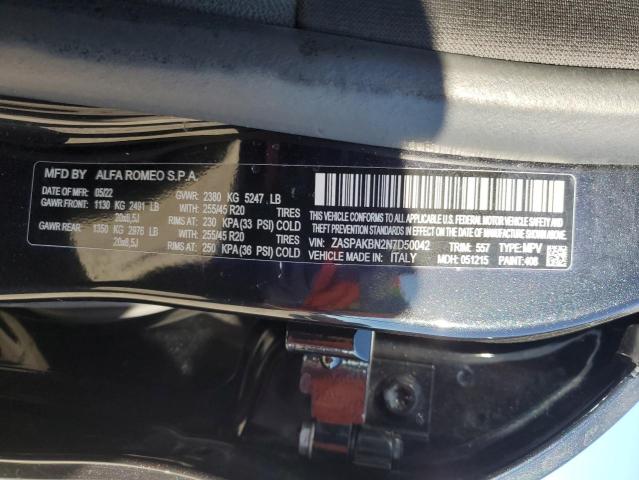 MFD BY ALFA ROMEO S.P.A.
DATE OF MFR: 05/22 GVWR: 2380 KG 5247 LB
GAWR FRONT: 1130 KG 2491 LB WITH: 255/45 R20 TIRES
20x8,5J RIMS AT 230 KPA(33 PSI) COLD
GAWR REAR: 1350 KG 2976 LB WITH: 255/45 R20 TIRES
20x8,5J RIMS AT 250 KPA(36 PSI) COLD
THIS VEHICLE CONFORMS TO ALL APPLICABLE U.S. FEDERAL MOTOR
VEHICLE SAFETY, BUMPER, AND THEFT PREVENTION STANDARDS
IN EFFECT ON THE DATE OF MANUFACTURE SHOWN ABOVE.
VIN: ZASPAKBN2N7D50042 TRIM: 557 TYPE: MPV
VEHICLE MADE IN: ITALY MDH: 051215 PAINT: 408